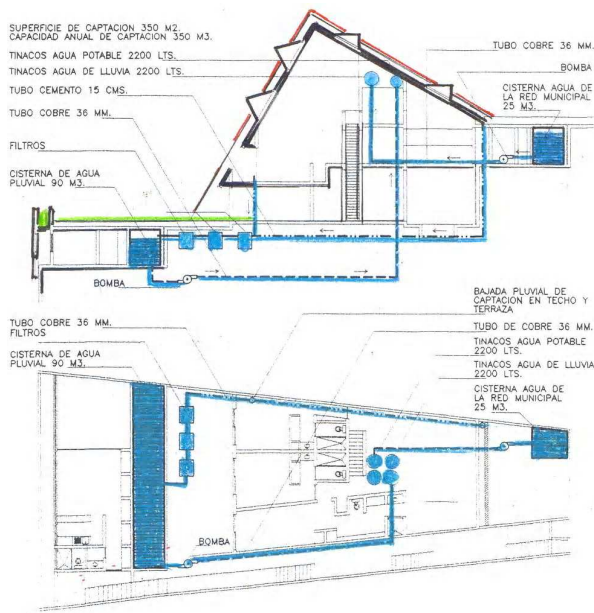 SUPERFICIE DE CAPTACION 350 M2.
CAPACIDAD ANUAL DE CAPTACION 350 M3.
TINACOS AGUA POTABLE 2200 LTS.
TINACOS AGUA DE LLUVIA 2200 LTS.
TUBO CEMENTO 15 CMS.
TUBO COBRE 36 MM.
FILTROS
CISTERNA DE AGUA
PLUVIAL 90 M3.
BOMBA
TUBO COBRE 36 MM.
BOMBA
CISTERNA AGUA DE
LA RED MUNICIPAL
25 M3.
TUBO COBRE 36 MM.
FILTROS
CISTERNA DE AGUA
PLUVIAL 90 M3.
BAJADA PLUVIAL DE
CAPTACION EN TECHO Y
TERRAZA
TUBO DE COBRE 36 MM.
TINACOS AGUA POTABLE
2200 LTS.
TINACOS AGUA DE LLUVIA
2200 LTS.
CISTERNA AGUA DE
LA RED MUNICIPAL
25 M3.
BOMBA